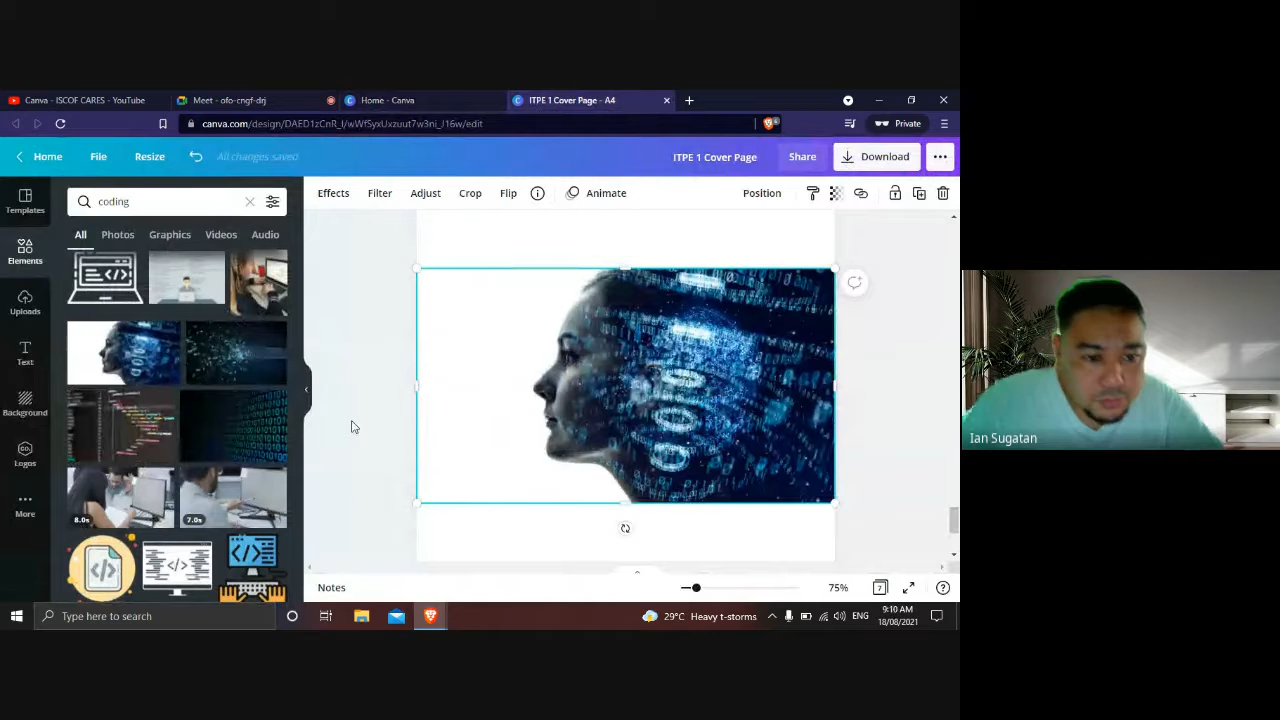 Canva - ISCOF CARES - YouTube
Meet - ofo-cngf-drj
Home - Canva
ITPE 1 Cover Page - A4
canva.com/design/DAED1zCnR_I/wWfSyxUxzuut7w3ni_J16w/edit
Private
Home
File
Resize
All changes saved
ITPE 1 Cover Page
Share
Download
Templates
Elements
Uploads
Text
Background
Logos
More
coding
All
Photos
Graphics
Videos
Audio
8.0s
7.0s
Effects
Filter
Adjust
Crop
Flip
Animate
Position
Notes
75%
7
Ian Sugatan
Type here to search
29°C Heavy t-storms
ENG
9:10 AM
18/08/2021